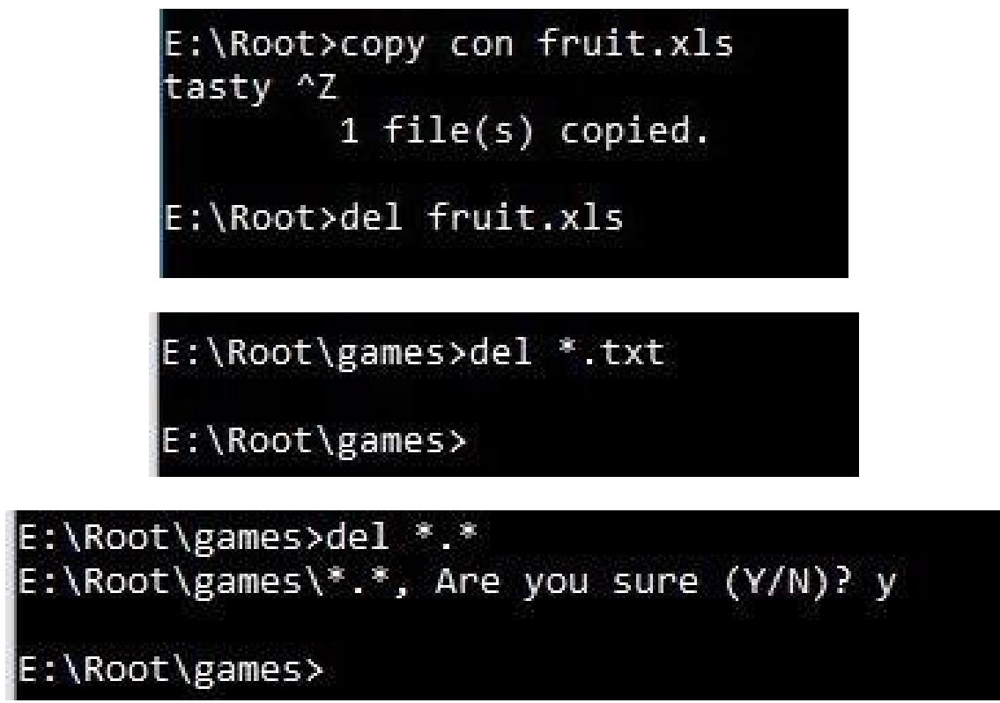 E:\Root>copy con fruit.xls
tasty ^Z
        1 file(s) copied.
E:\Root>del fruit.xls
E:\Root\games>del *.txt
E:\Root\games>
E:\Root\games>del *.*
E:\Root\games\*.*, Are you sure (Y/N)? y
E:\Root\games>